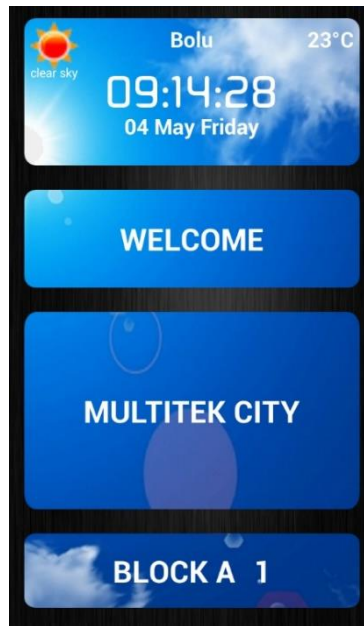 Bolu 23°C
clear sky
09:14:28
04 May Friday
WELCOME
MULTITEK CITY
BLOCK A 1